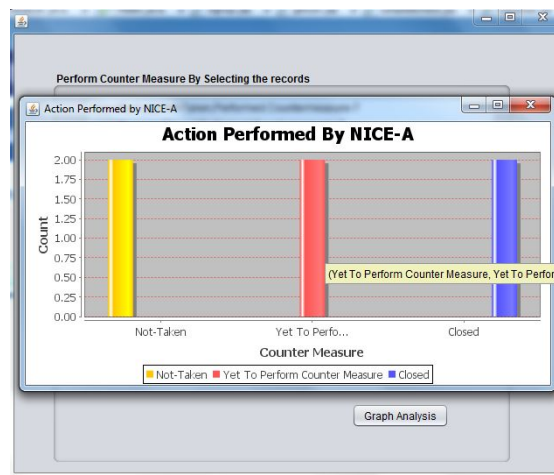 Perform Counter Measure By Selecting the records
Action Performed by NICE-A
Action Performed By NICE-A
Count
2.00
1.75
1.50
1.25
1.00
0.75
0.50
0.25
0.00
(Yet To Perform Counter Measure, Yet To Perfor
Not-Taken
Yet To Perfo...
Closed
Counter Measure
Not-Taken Yet To Perform Counter Measure Closed
Graph Analysis